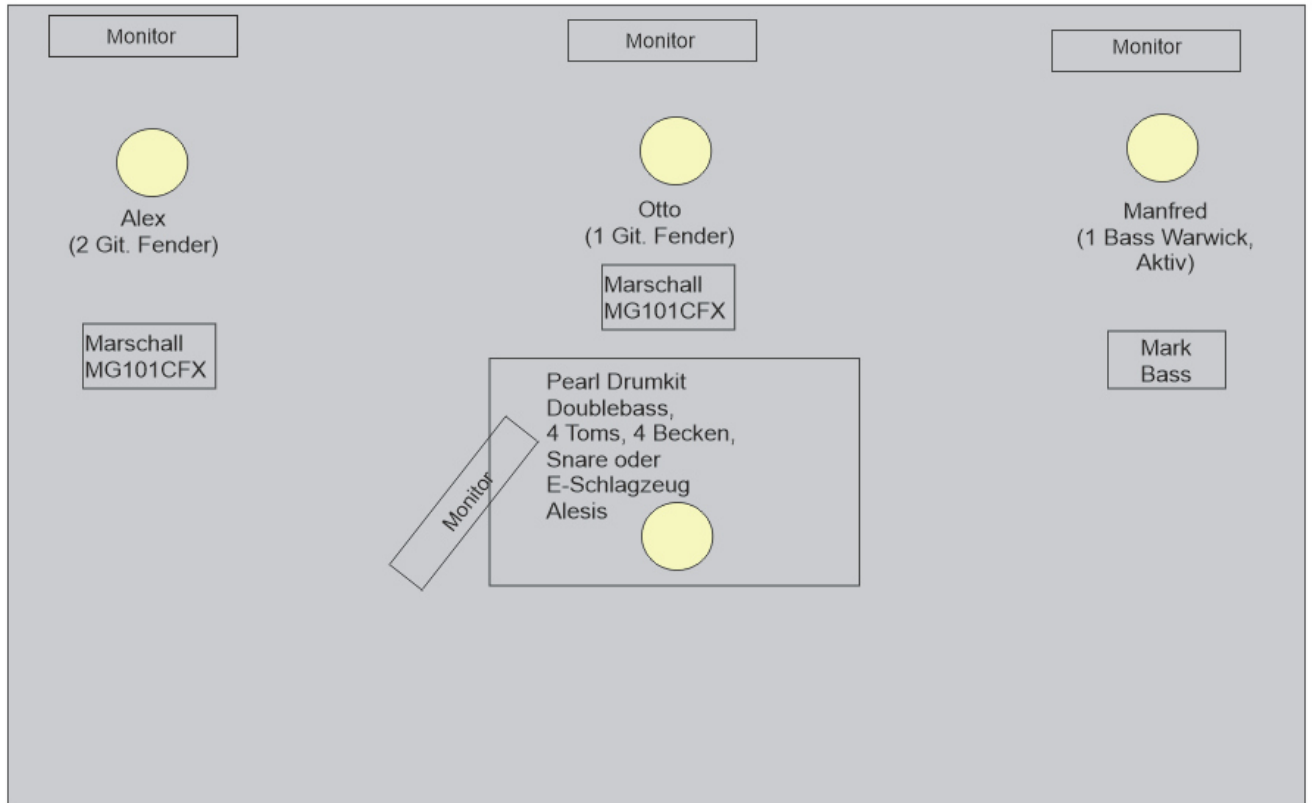 Monitor
Monitor
Monitor
Alex
(2 Git. Fender)
Otto
(1 Git. Fender)
Manfred
(1 Bass Warwick,
Aktiv)
Marschall
MG101CFX
Marschall
MG101CFX
Mark
Bass
Pearl Drumkit
Doublebass,
4 Toms, 4 Becken,
Snare oder
E-Schlagzeug
Alesis
Monitor